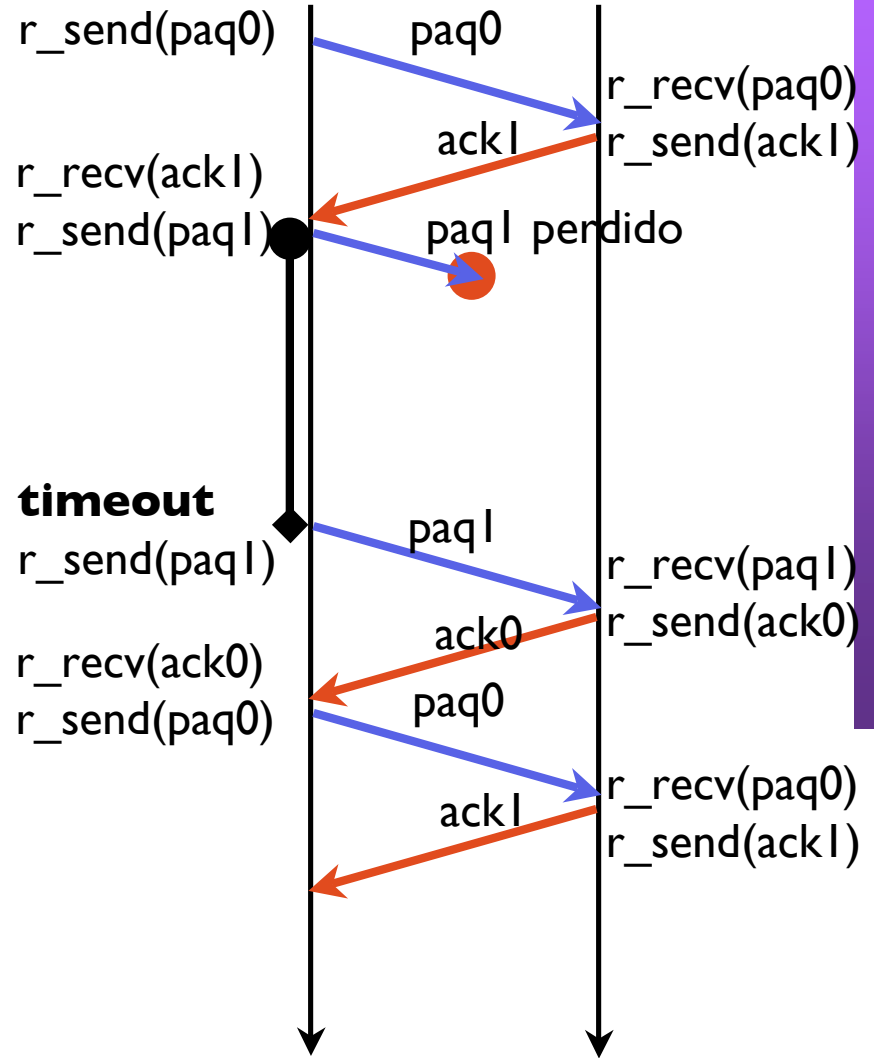 r_send(paq0)
paq0
r_recv(paq0)
ack1
r_send(ack1)
r_recv(ack1)
r_send(paq1)
paq1 perdido
timeout
paq1
r_send(paq1)
r_recv(paq1)
ack0
r_send(ack0)
r_recv(ack0)
paq0
r_send(paq0)
r_recv(paq0)
ack1
r_send(ack1)